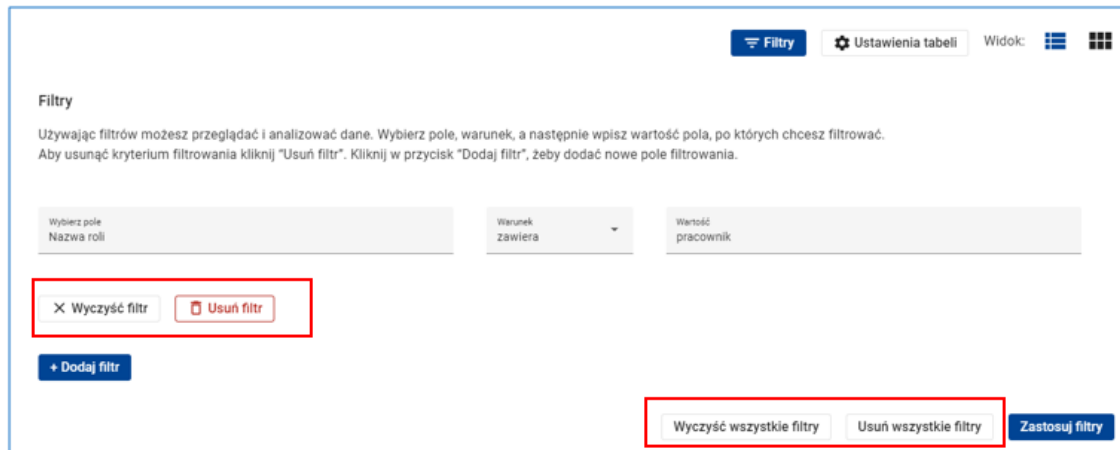 Filtry
Ustawienia tabeli
Widok:
Filtry
Używając filtrów możesz przeglądać i analizować dane. Wybierz pole, warunek, a następnie wpisz wartość pola, po których chcesz filtrować.
Aby usunąć kryterium filtrowania kliknij "Usuń filtr". Kliknij w przycisk "Dodaj filtr", żeby dodać nowe pole filtrowania.
Wybierz pole
Nazwa roli
Warunek
zawiera
Wartość
pracownik
Wyczyść filtr
Usuń filtr
+ Dodaj filtr
Wyczyść wszystkie filtry
Usuń wszystkie filtry
Zastosuj filtry